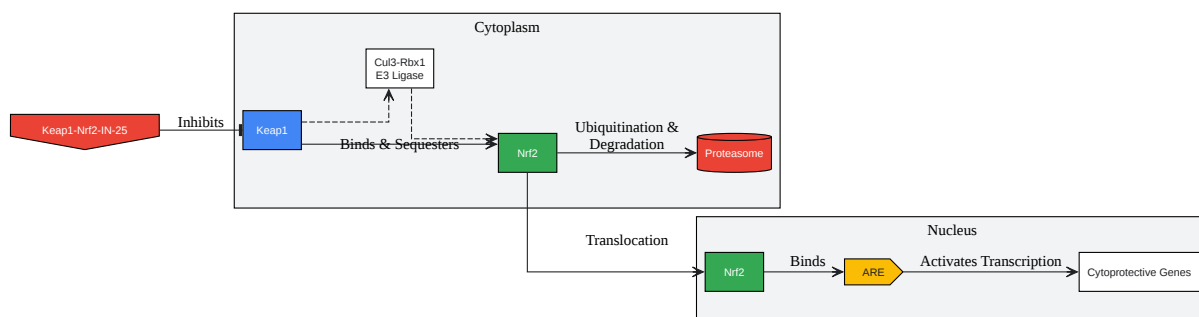 Cytoplasm
Cul3-Rbx1
E3 Ligase
Keap1-Nrf2-IN-25
Inhibits
Keap1
Binds & Sequesters
Nrf2
Ubiquitination &
Degradation
Proteasome
Translocation
Nucleus
Nrf2
Binds
ARE
Activates Transcription
Cytoprotective Genes